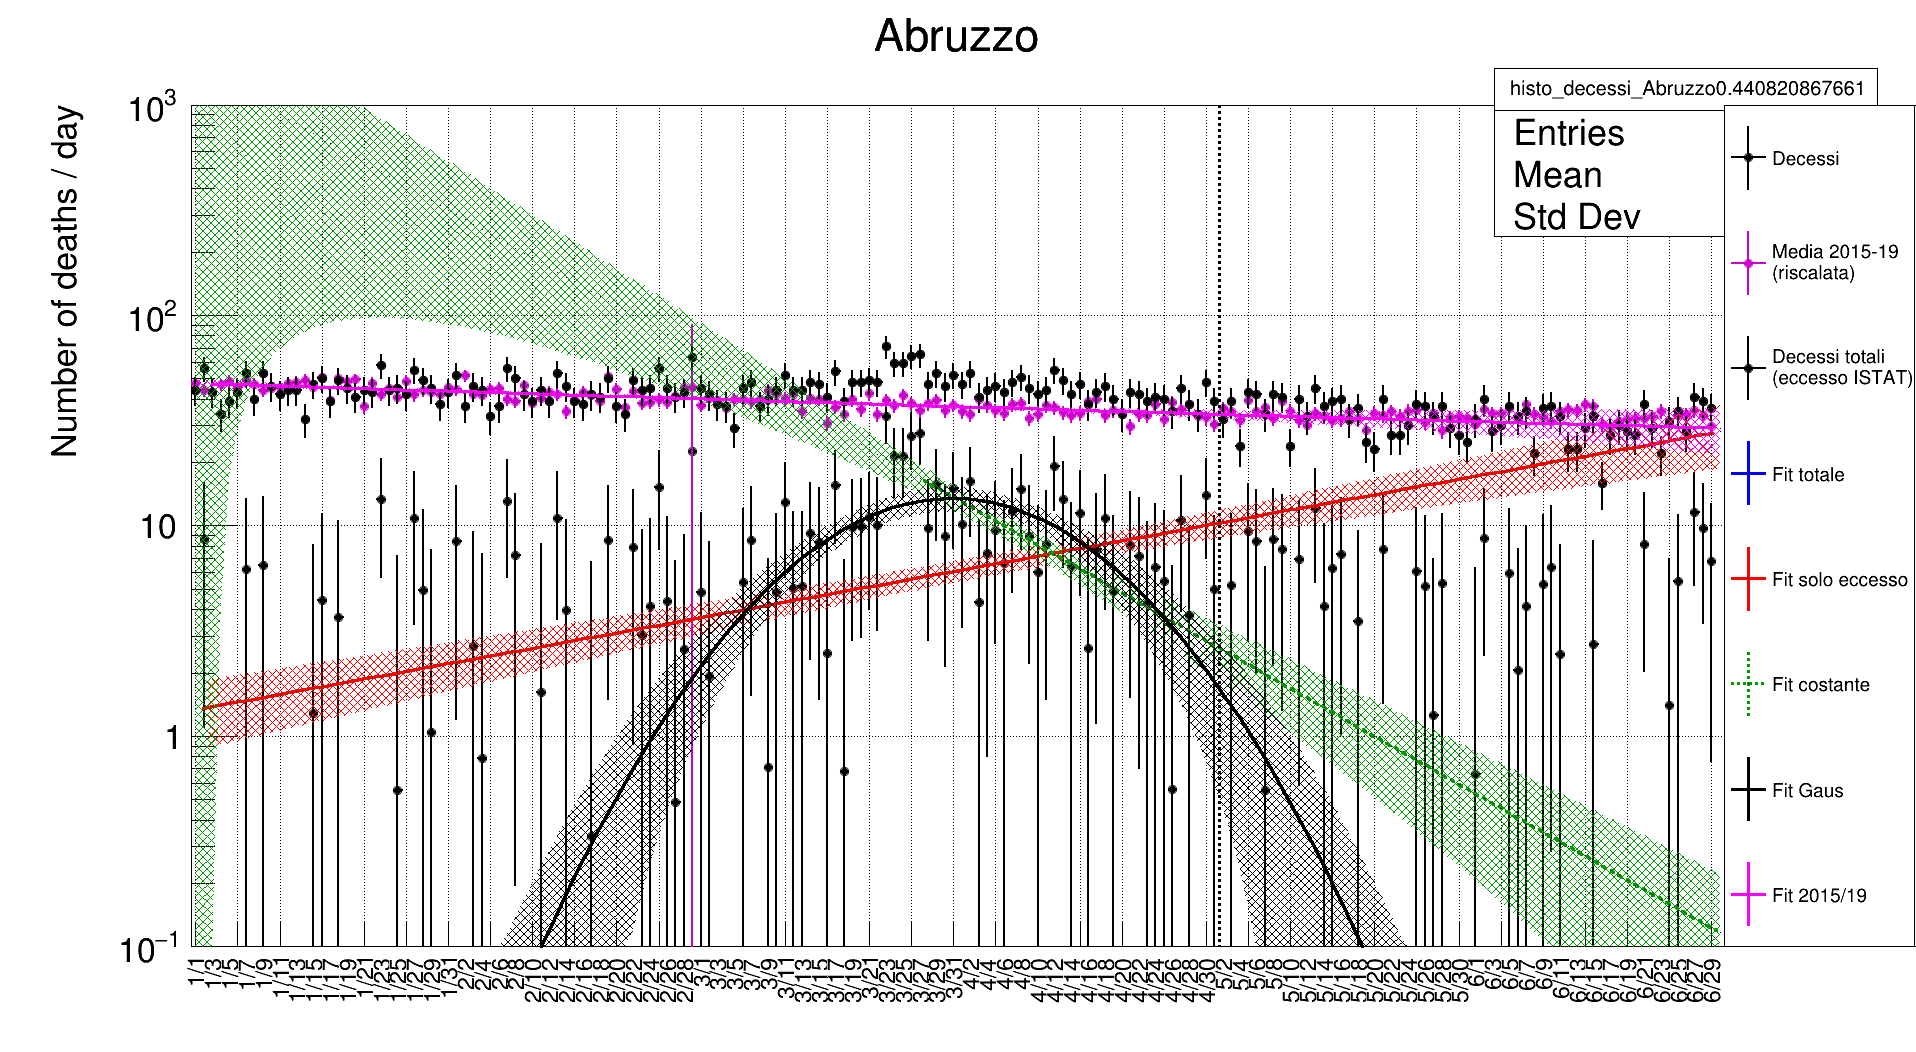 Abruzzo
histo_decessi_Abruzzo0.440820867661
Entries
Mean
Std Dev
Number of deaths / day
10³
10²
10
1
10⁻¹
Decessi
Media 2015-19
(riscalata)
Decessi totali
(eccesso ISTAT)
Fit totale
Fit solo eccesso
Fit costante
Fit Gaus
Fit 2015/19
1/1 1/3 1/5 1/7 1/9 1/11 1/13 1/15 1/17 1/19 1/21 1/23 1/25 1/27 1/29 1/31 2/2 2/4 2/6 2/8 2/10 2/12 2/14 2/16 2/18 2/20 2/22 2/24 2/26 2/28 3/1 3/3 3/5 3/7 3/9 3/11 3/13 3/15 3/17 3/19 3/21 3/23 3/25 3/27 3/29 3/31 4/2 4/4 4/6 4/8 4/10 4/12 4/14 4/16 4/18 4/20 4/22 4/24 4/26 4/28 4/30 5/2 5/4 5/6 5/8 5/10 5/12 5/14 5/16 5/18 5/20 5/22 5/24 5/26 5/28 5/30 6/1 6/3 6/5 6/7 6/9 6/11 6/13 6/15 6/17 6/19 6/21 6/23 6/25 6/27 6/29